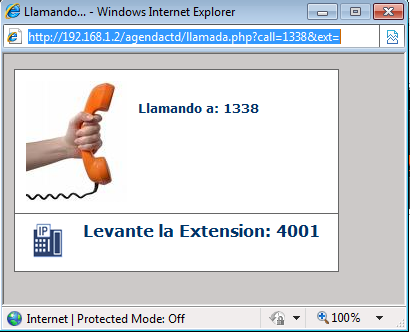 Llamando... - Windows Internet Explorer
http://192.168.1.2/agendactd/llamada.php?call=1338&ext=
Llamando a: 1338
IP
Levante la Extension: 4001
Internet | Protected Mode: Off
100%